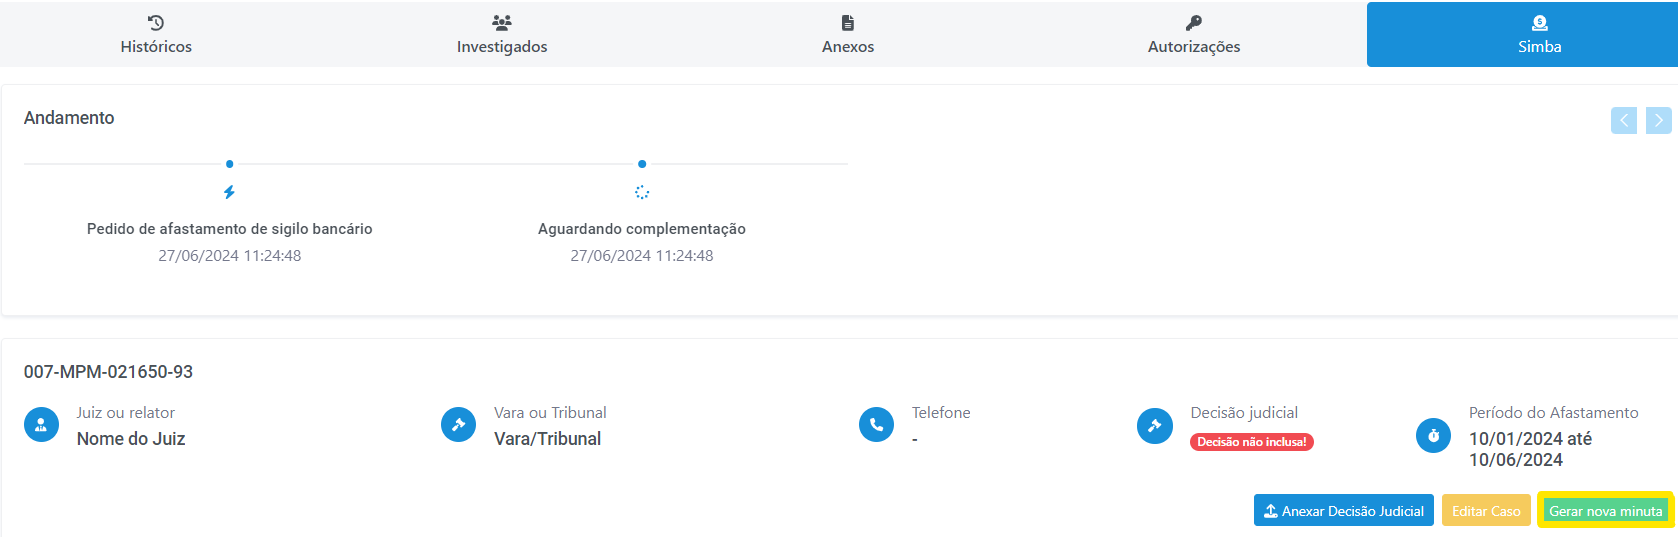 Históricos
Investigados
Anexos
Autorizações
Simba
Andamento
Pedido de afastamento de sigilo bancário
27/06/2024 11:24:48
Aguardando complementação
27/06/2024 11:24:48
007-MPM-021650-93
Juiz ou relator
Nome do Juiz
Vara ou Tribunal
Vara/Tribunal
Telefone
-
Decisão judicial
Decisão não inclusa!
Período do Afastamento
10/01/2024 até
10/06/2024
Anexar Decisão Judicial
Editar Caso
Gerar nova minuta